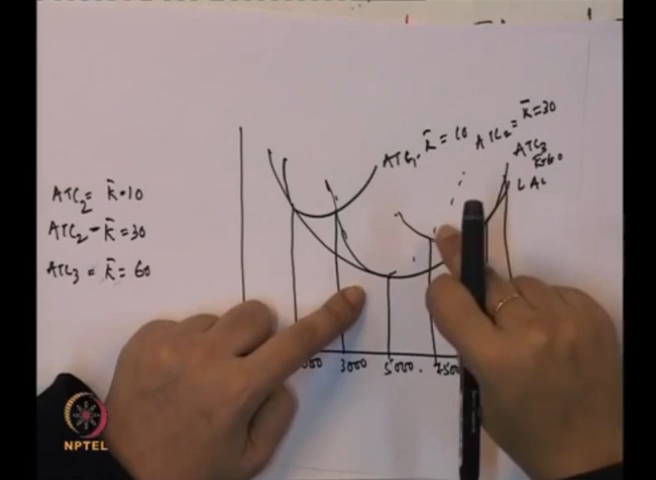 ATC1. K̄ = 10
ATC2 = K̄ = 30
ATC3
K̄=60
LAC
ATC2 = K̄ = 10
ATC2 - K̄ = 30
ATC3 = K̄ = 60
3000 5000.
NPTEL